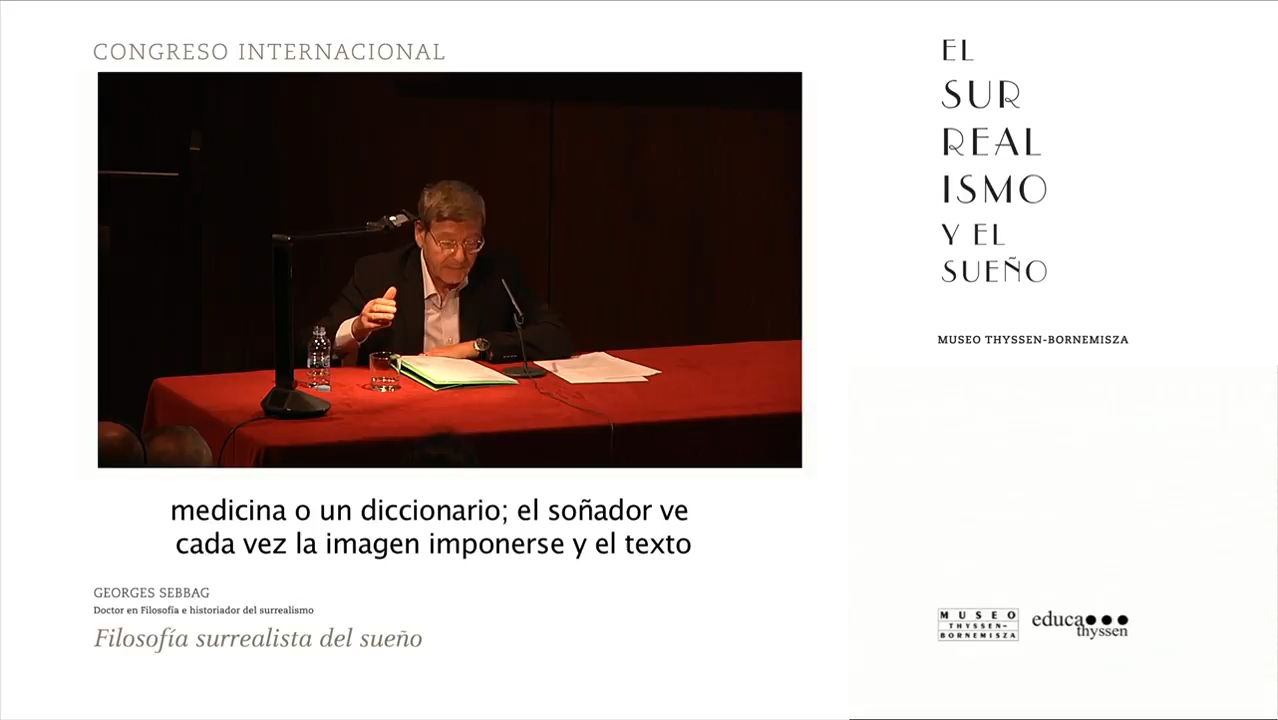 CONGRESO INTERNACIONAL
EL
SUR
REAL
ISMO
Y EL
SUEÑO
MUSEO THYSSEN-BORNEMISZA
medicina o un diccionario; el soñador ve
cada vez la imagen imponerse y el texto
GEORGES SEBBAG
Doctor en Filosofía e historiador del surrealismo
Filosofía surrealista del sueño
MUSEO
THYSSEN-
BORNEMISZA
educa
thyssen